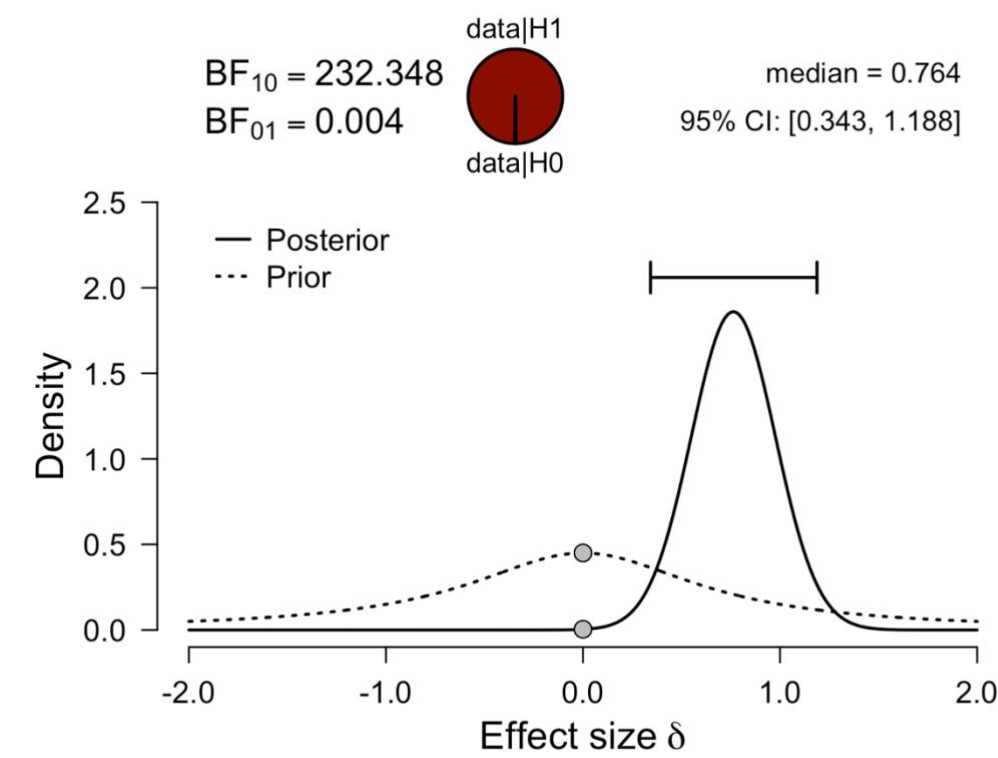 data|H1
BF₁₀ = 232.348
BF₀₁ = 0.004
median = 0.764
95% CI: [0.343, 1.188]
data|H0
Posterior
Prior
2.5
2.0
1.5
1.0
0.5
0.0
Density
-2.0 -1.0 0.0 1.0 2.0
Effect size δ